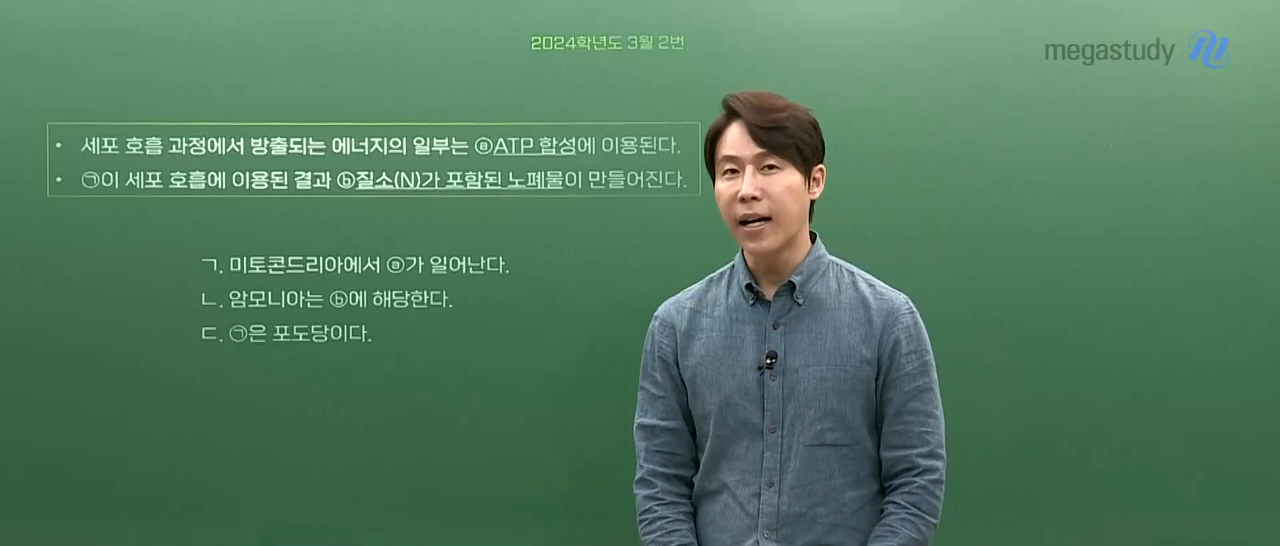 2024학년도 3월 2번
megastudy
• 세포 호흡 과정에서 방출되는 에너지의 일부는 ⓐATP 합성에 이용된다.
• ㉠이 세포 호흡에 이용된 결과 ⓑ질소(N)가 포함된 노폐물이 만들어진다.
ㄱ. 미토콘드리아에서 ⓐ가 일어난다.
ㄴ. 암모니아는 ⓑ에 해당한다.
ㄷ. ㉠은 포도당이다.